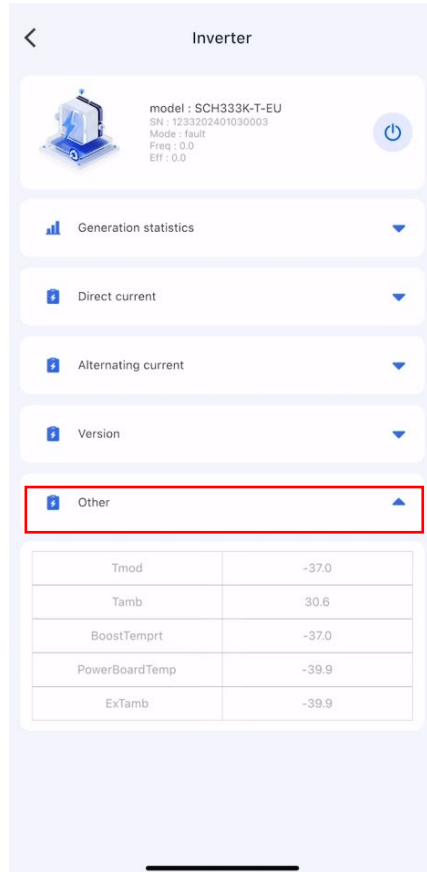 Inverter
model : SCH333K-T-EU
SN : 1233202401030003
Mode : fault
Freq : 0.0
Eff : 0.0
Generation statistics
Direct current
Alternating current
Version
Other
Tmod -37.0
Tamb 30.6
BoostTemprt -37.0
PowerBoardTemp -39.9
ExTamb -39.9